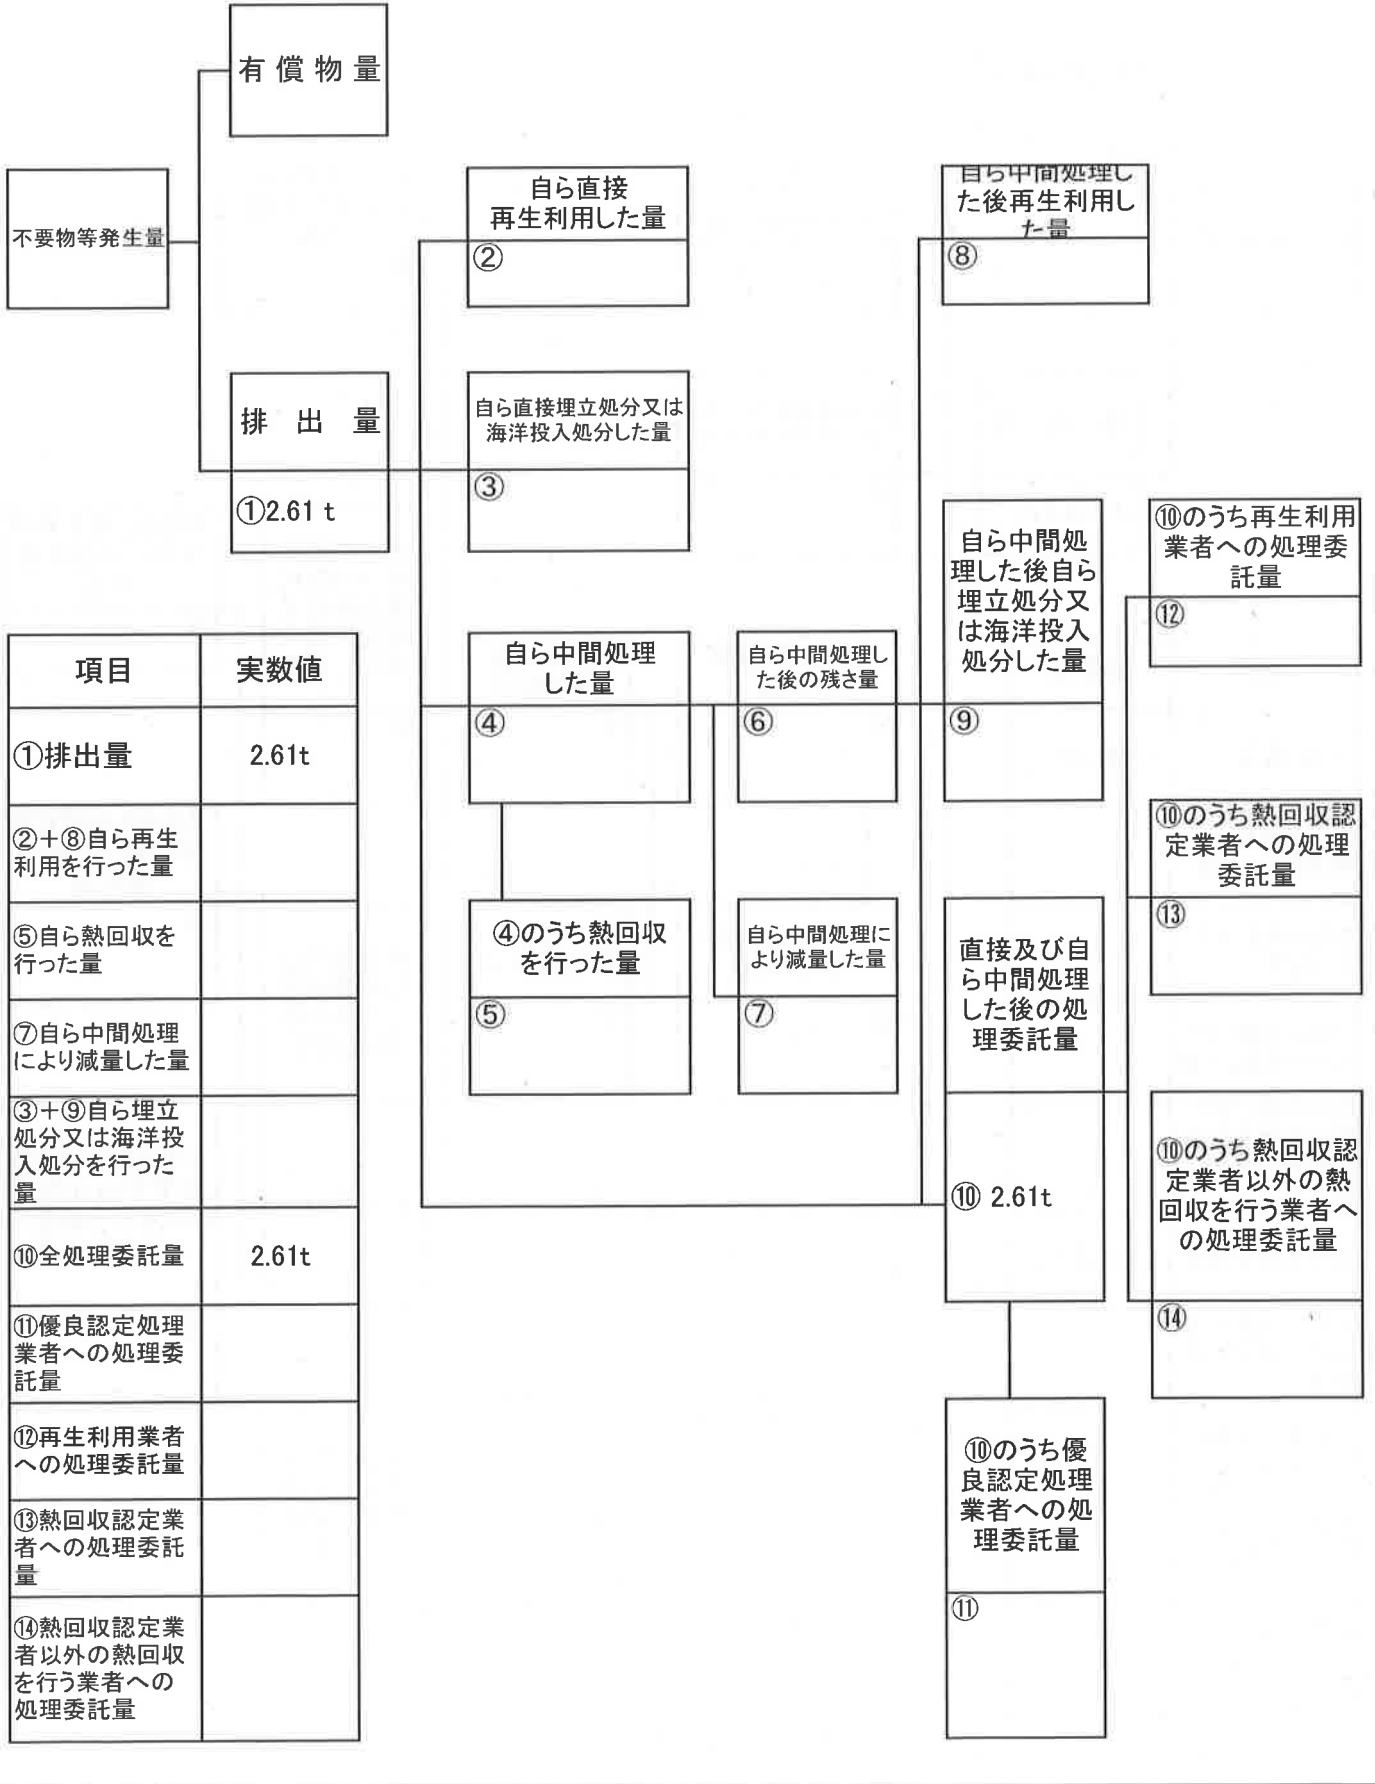 有償物量
不要物等発生量
排出量
①2.61 t
自ら直接
再生利用した量
②
自ら直接埋立処分又は
海洋投入処分した量
③
自ら中間処理
した量
④
④のうち熱回収
を行った量
⑤
自ら中間処理し
た後の残さ量
⑥
自ら中間処理に
より減量した量
⑦
自ら中間処理し
た後再生利用し
た量
⑧
自ら中間処
理した後自ら
埋立処分又
は海洋投入
処分した量
⑨
直接及び自
ら中間処理
した後の処
理委託量
⑩ 2.61t
⑩のうち優
良認定処理
業者への処
理委託量
⑪
⑩のうち再生利用
業者への処理委
託量
⑫
⑩のうち熱回収認
定業者への処理
委託量
⑬
⑩のうち熱回収認
定業者以外の熱
回収を行う業者へ
の処理委託量
⑭
項目 実数値
①排出量 2.61t
②＋⑧自ら再生
利用を行った量
⑤自ら熱回収を
行った量
⑦自ら中間処理
により減量した量
③＋⑨自ら埋立
処分又は海洋投
入処分を行った
量
⑩全処理委託量 2.61t
⑪優良認定処理
業者への処理委
託量
⑫再生利用業者
への処理委託量
⑬熱回収認定業
者への処理委託
量
⑭熱回収認定業
者以外の熱回収
を行う業者への
処理委託量